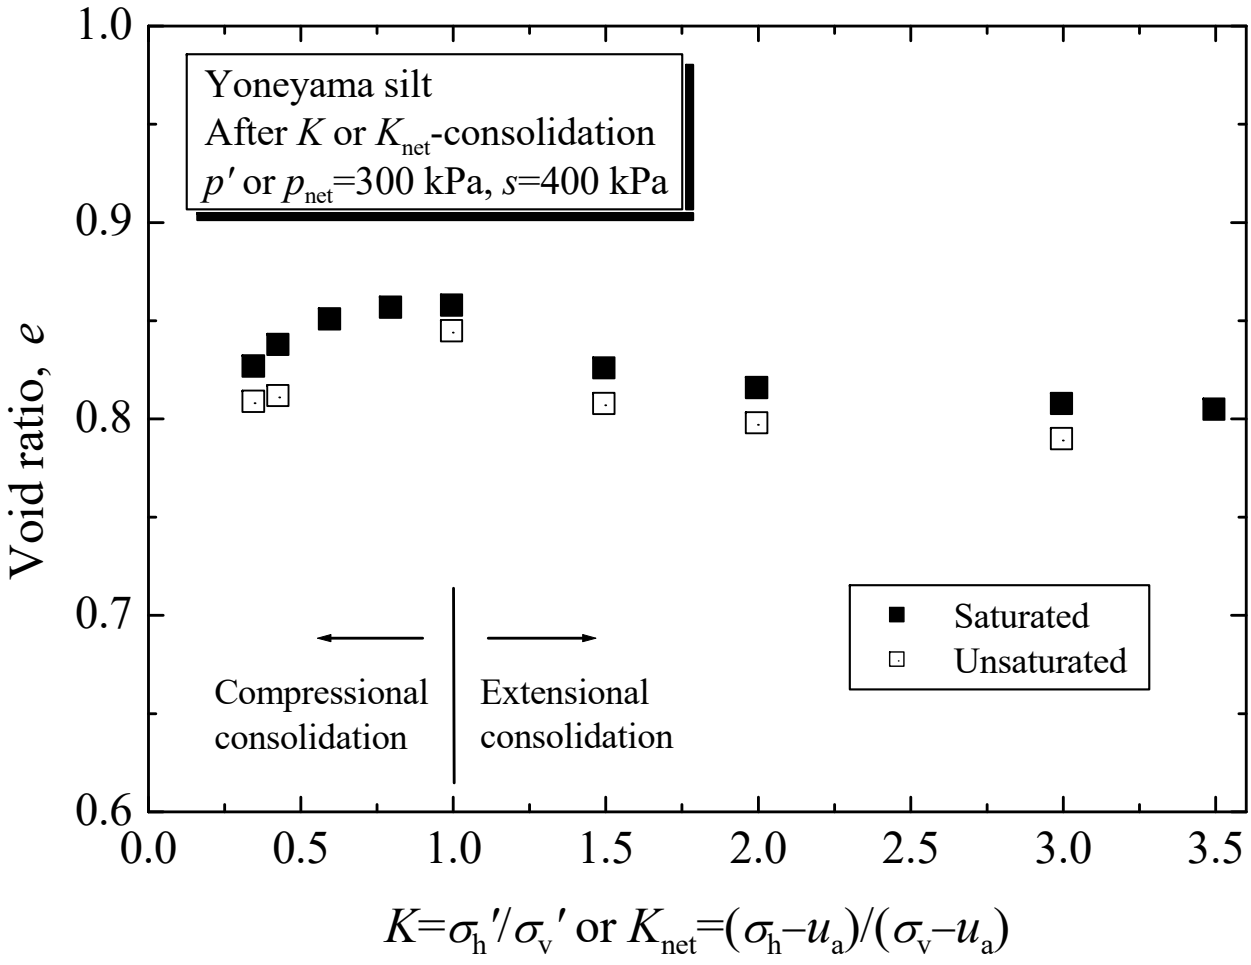 1.0
Yoneyama silt
After K or Knet-consolidation
p' or pnet=300 kPa, s=400 kPa
0.9
0.8
0.7
0.6
Void ratio, e
Saturated
Unsaturated
Compressional
consolidation
Extensional
consolidation
0.0 0.5 1.0 1.5 2.0 2.5 3.0 3.5
K=σh'/σv' or Knet=(σh–ua)/(σv–ua)